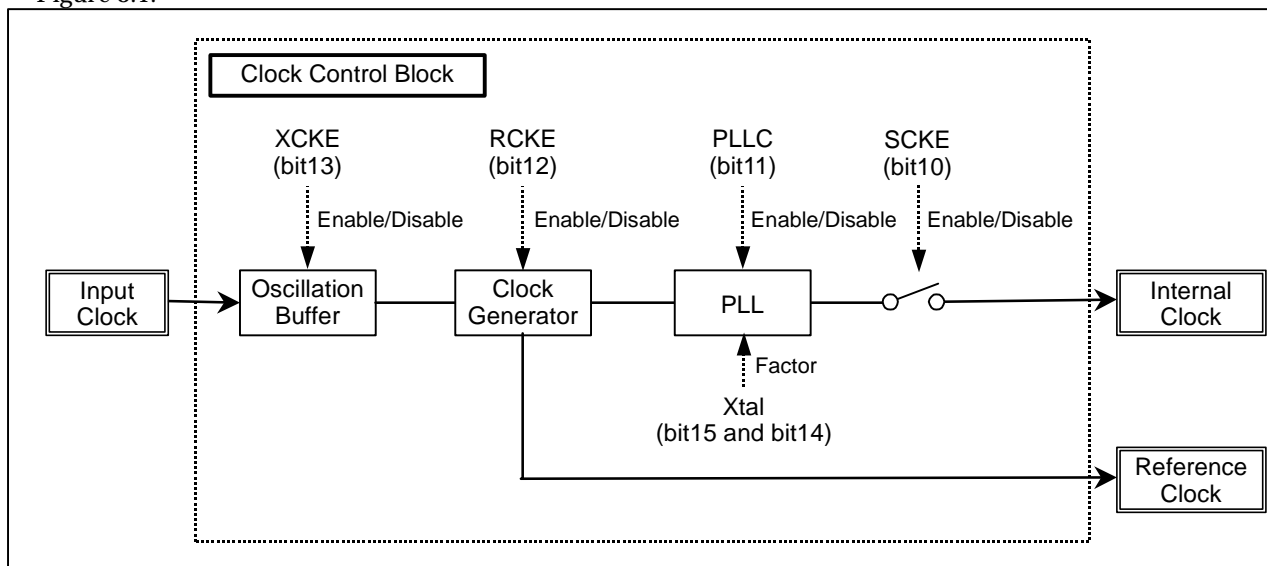 Figure 8.1.
Clock Control Block
XCKE
(bit13)
RCKE
(bit12)
PLLC
(bit11)
SCKE
(bit10)
Enable/Disable
Enable/Disable
Enable/Disable
Enable/Disable
Input
Clock
Oscillation
Buffer
Clock
Generator
PLL
Internal
Clock
Factor
Xtal
(bit15 and bit14)
Reference
Clock